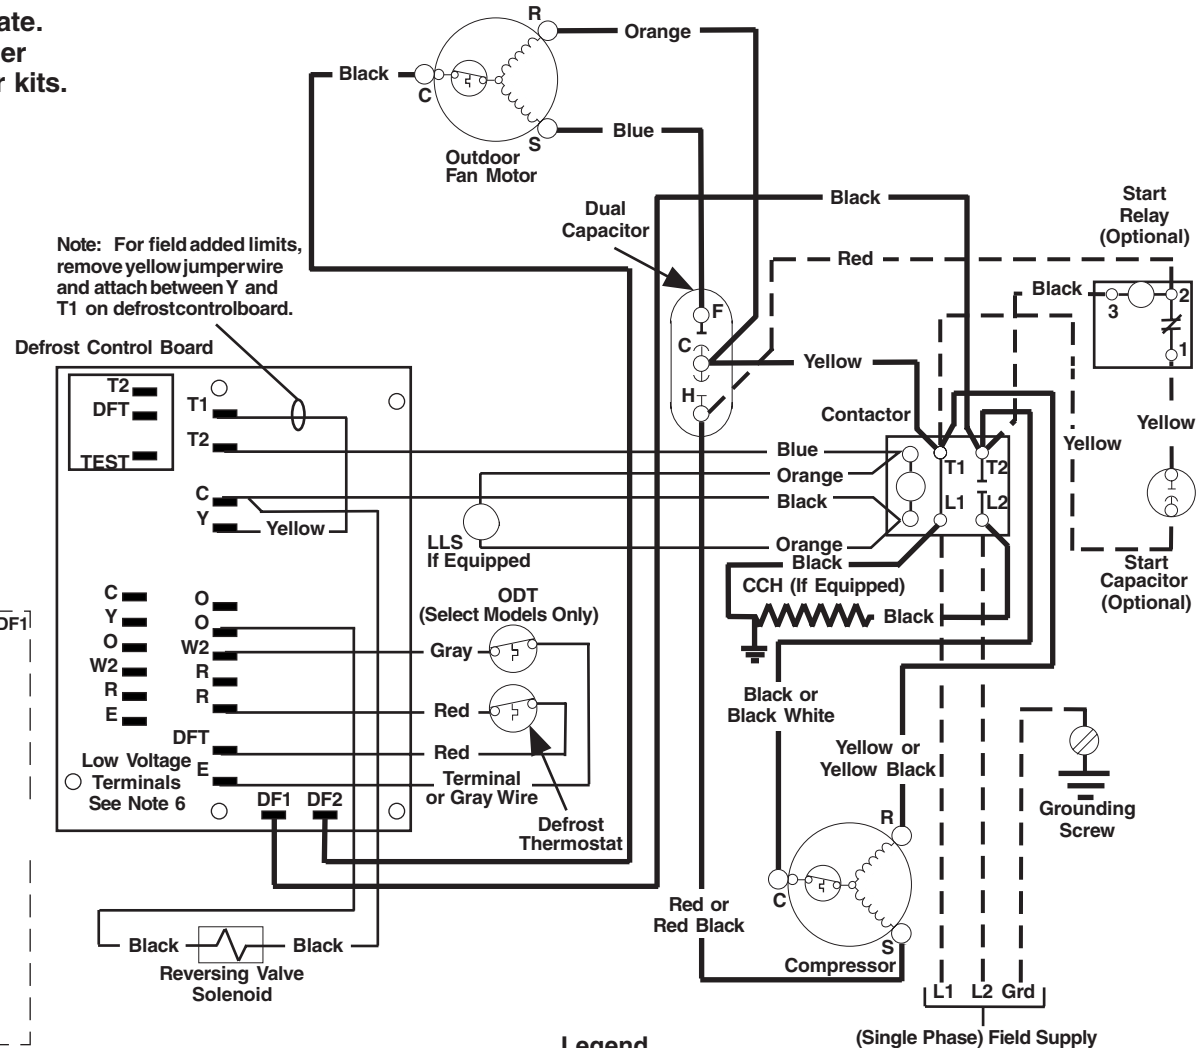 ate.
er
r kits.
R
Orange
Black
C
Blue
S
Outdoor
Fan Motor
Dual
Capacitor
Black
Start
Relay
(Optional)
Note: For field added limits,
remove yellow jumper wire
and attach between Y and
T1 on defrost control board.
Red
Black
3
2
1
F
C
H
Yellow
Defrost Control Board
T2
DFT
TEST
T1
T2
C
Y
Yellow
Contactor
Blue
Orange
Black
Orange
T1
T2
L1
L2
Yellow
Yellow
LLS
If Equipped
Black
CCH (If Equipped)
Black
Start
Capacitor
(Optional)
DF1
C
Y
O
W2
R
E
O
O
W2
R
R
DFT
E
ODT
(Select Models Only)
Gray
Red
Red
Terminal
or Gray Wire
Low Voltage
Terminals
See Note 6
DF1
DF2
Defrost
Thermostat
Black or
Black White
Yellow or
Yellow Black
Grounding
Screw
R
C
S
Compressor
Red or
Red Black
Black
Black
Reversing Valve
Solenoid
L1
L2
Grd
(Single Phase) Field Supply
Legend